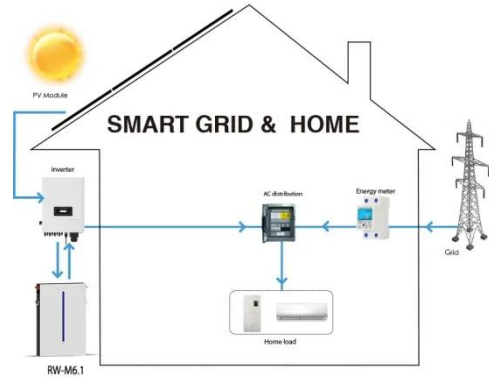 PV Module
SMART GRID & HOME
inverter
AC distribution
Energy meter
Grid
Home load
RW-M6.1